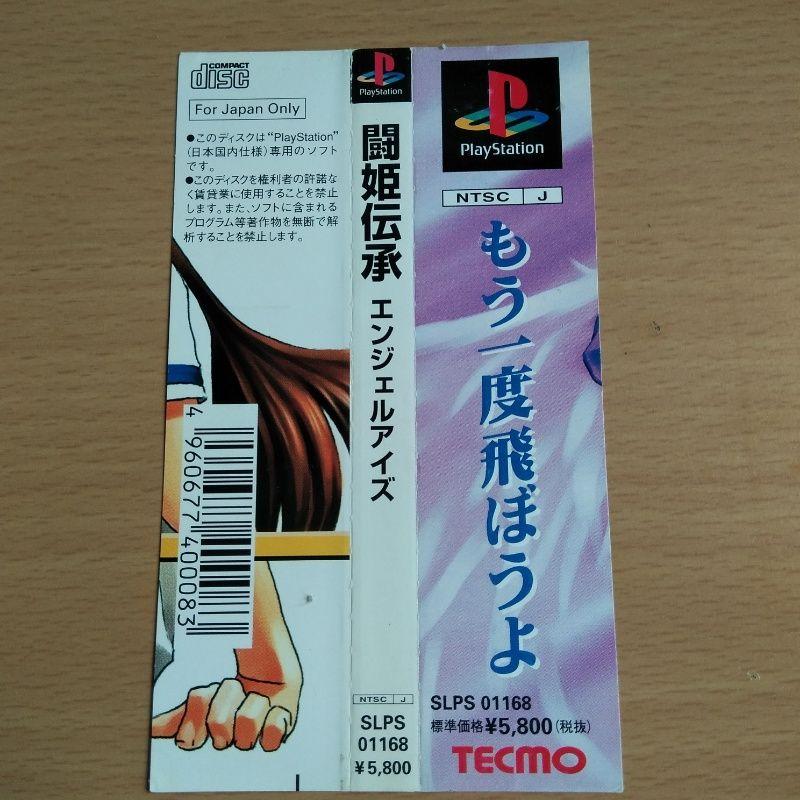 COMPACT
disc
For Japan Only
●このディスクは“PlayStation”
(日本国内仕様)専用のソフト
です。
●このディスクを権利者の許諾な
く賃貸業に使用することを禁止
します。また、ソフトに含まれる
プログラム等著作物を無断で解
析することを禁止します。
4960677400083
PlayStation
闘姫伝承 エンジェルアイズ
NTSC J
SLPS
01168
¥5,800
PlayStation
NTSC J
もう一度飛ぼうよ
SLPS 01168
標準価格¥5,800(税抜)
TECMO